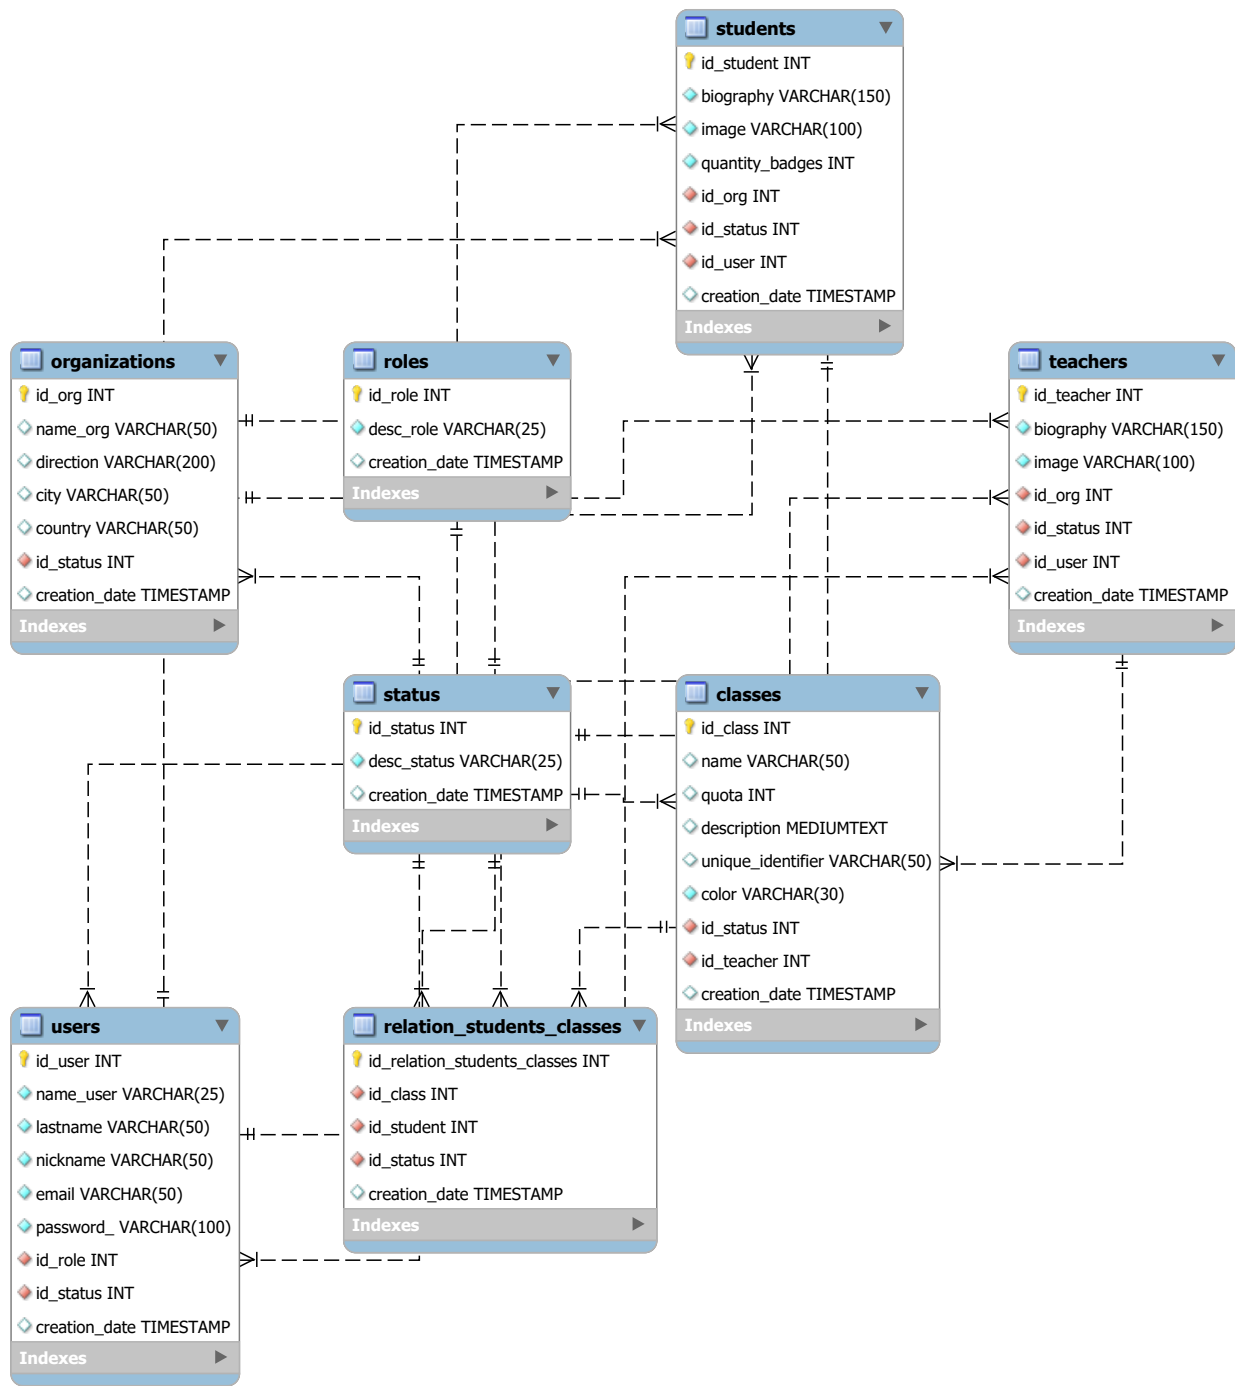 students
id_student INT
biography VARCHAR(150)
image VARCHAR(100)
quantity_badges INT
id_org INT
id_status INT
id_user INT
creation_date TIMESTAMP
Indexes
organizations
id_org INT
name_org VARCHAR(50)
direction VARCHAR(200)
city VARCHAR(50)
country VARCHAR(50)
id_status INT
creation_date TIMESTAMP
Indexes
roles
id_role INT
desc_role VARCHAR(25)
creation_date TIMESTAMP
Indexes
teachers
id_teacher INT
biography VARCHAR(150)
image VARCHAR(100)
id_org INT
id_status INT
id_user INT
creation_date TIMESTAMP
Indexes
status
id_status INT
desc_status VARCHAR(25)
creation_date TIMESTAMP
Indexes
classes
id_class INT
name VARCHAR(50)
quota INT
description MEDIUMTEXT
unique_identifier VARCHAR(50)
color VARCHAR(30)
id_status INT
id_teacher INT
creation_date TIMESTAMP
Indexes
users
id_user INT
name_user VARCHAR(25)
lastname VARCHAR(50)
nickname VARCHAR(50)
email VARCHAR(50)
password_ VARCHAR(100)
id_role INT
id_status INT
creation_date TIMESTAMP
Indexes
relation_students_classes
id_relation_students_classes INT
id_class INT
id_student INT
id_status INT
creation_date TIMESTAMP
Indexes